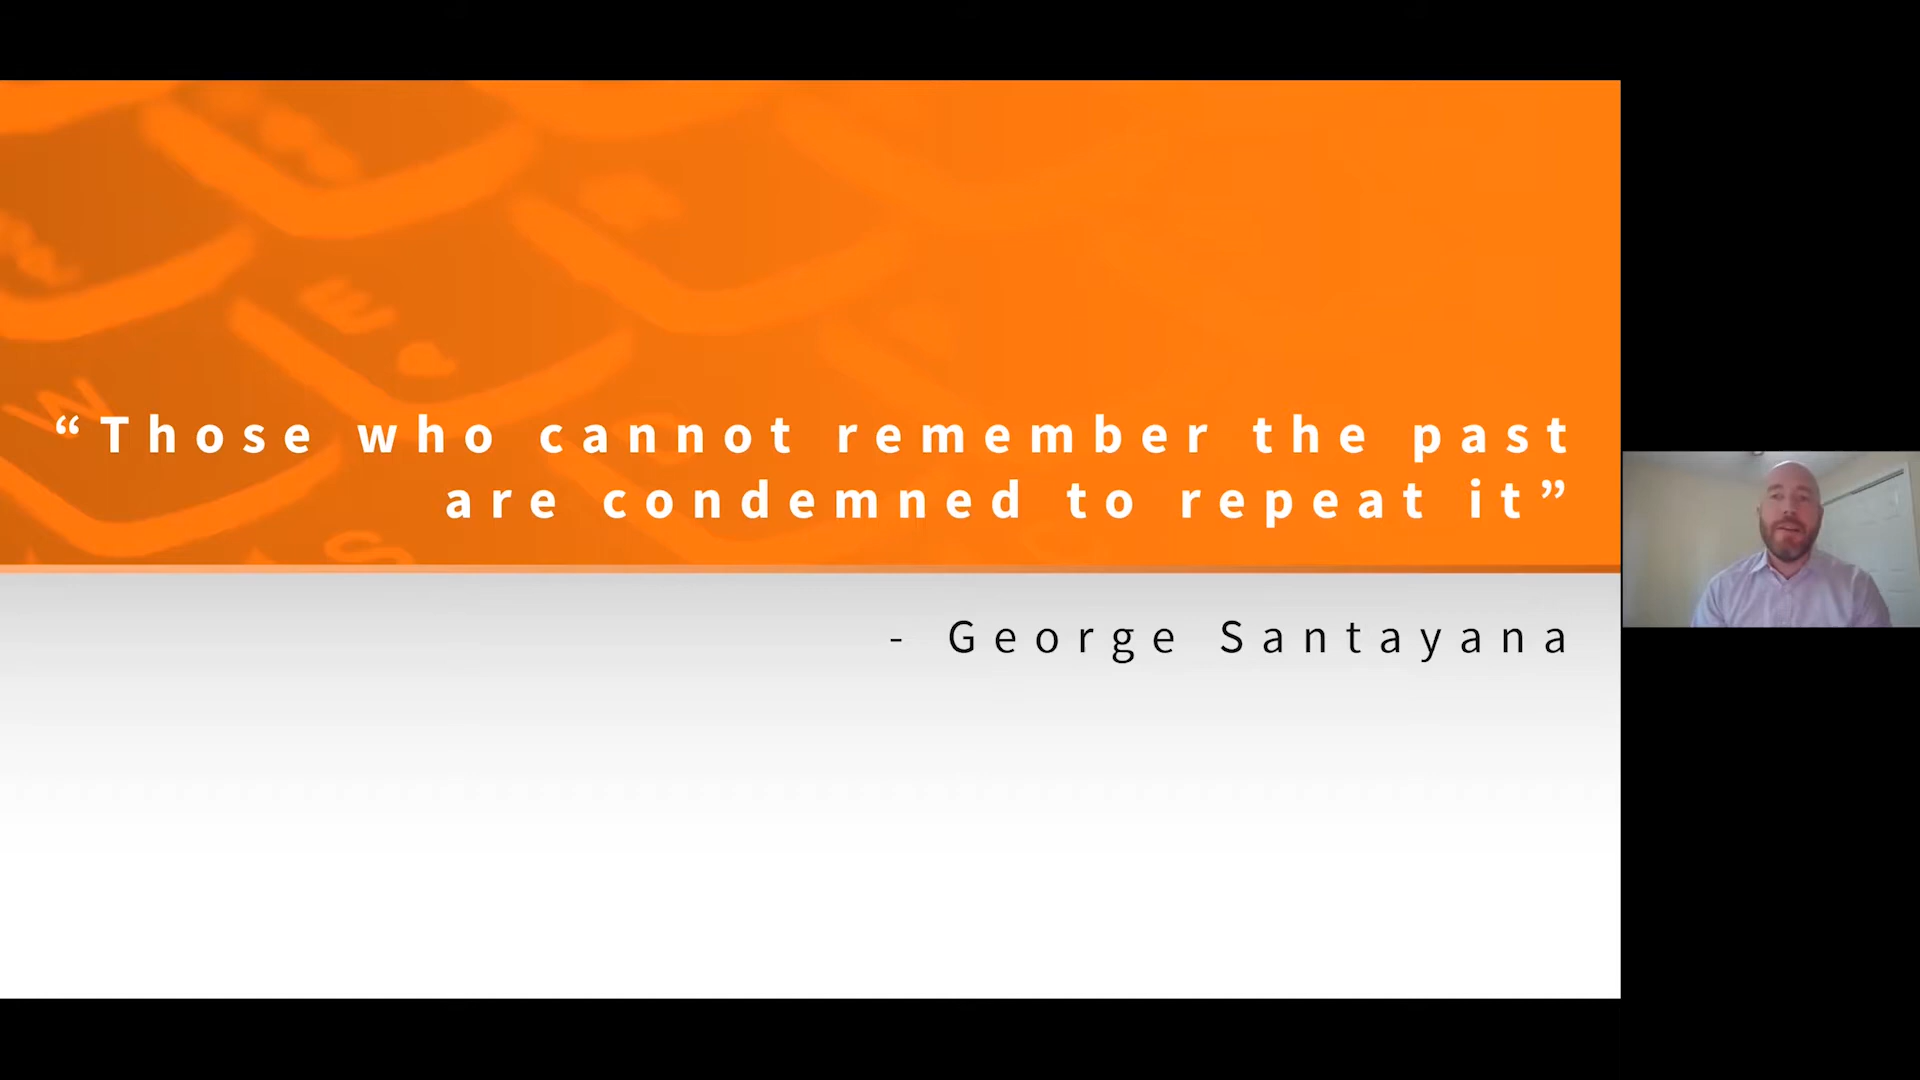 “Those who cannot remember the past
are condemned to repeat it”
- George Santayana
W
E
S